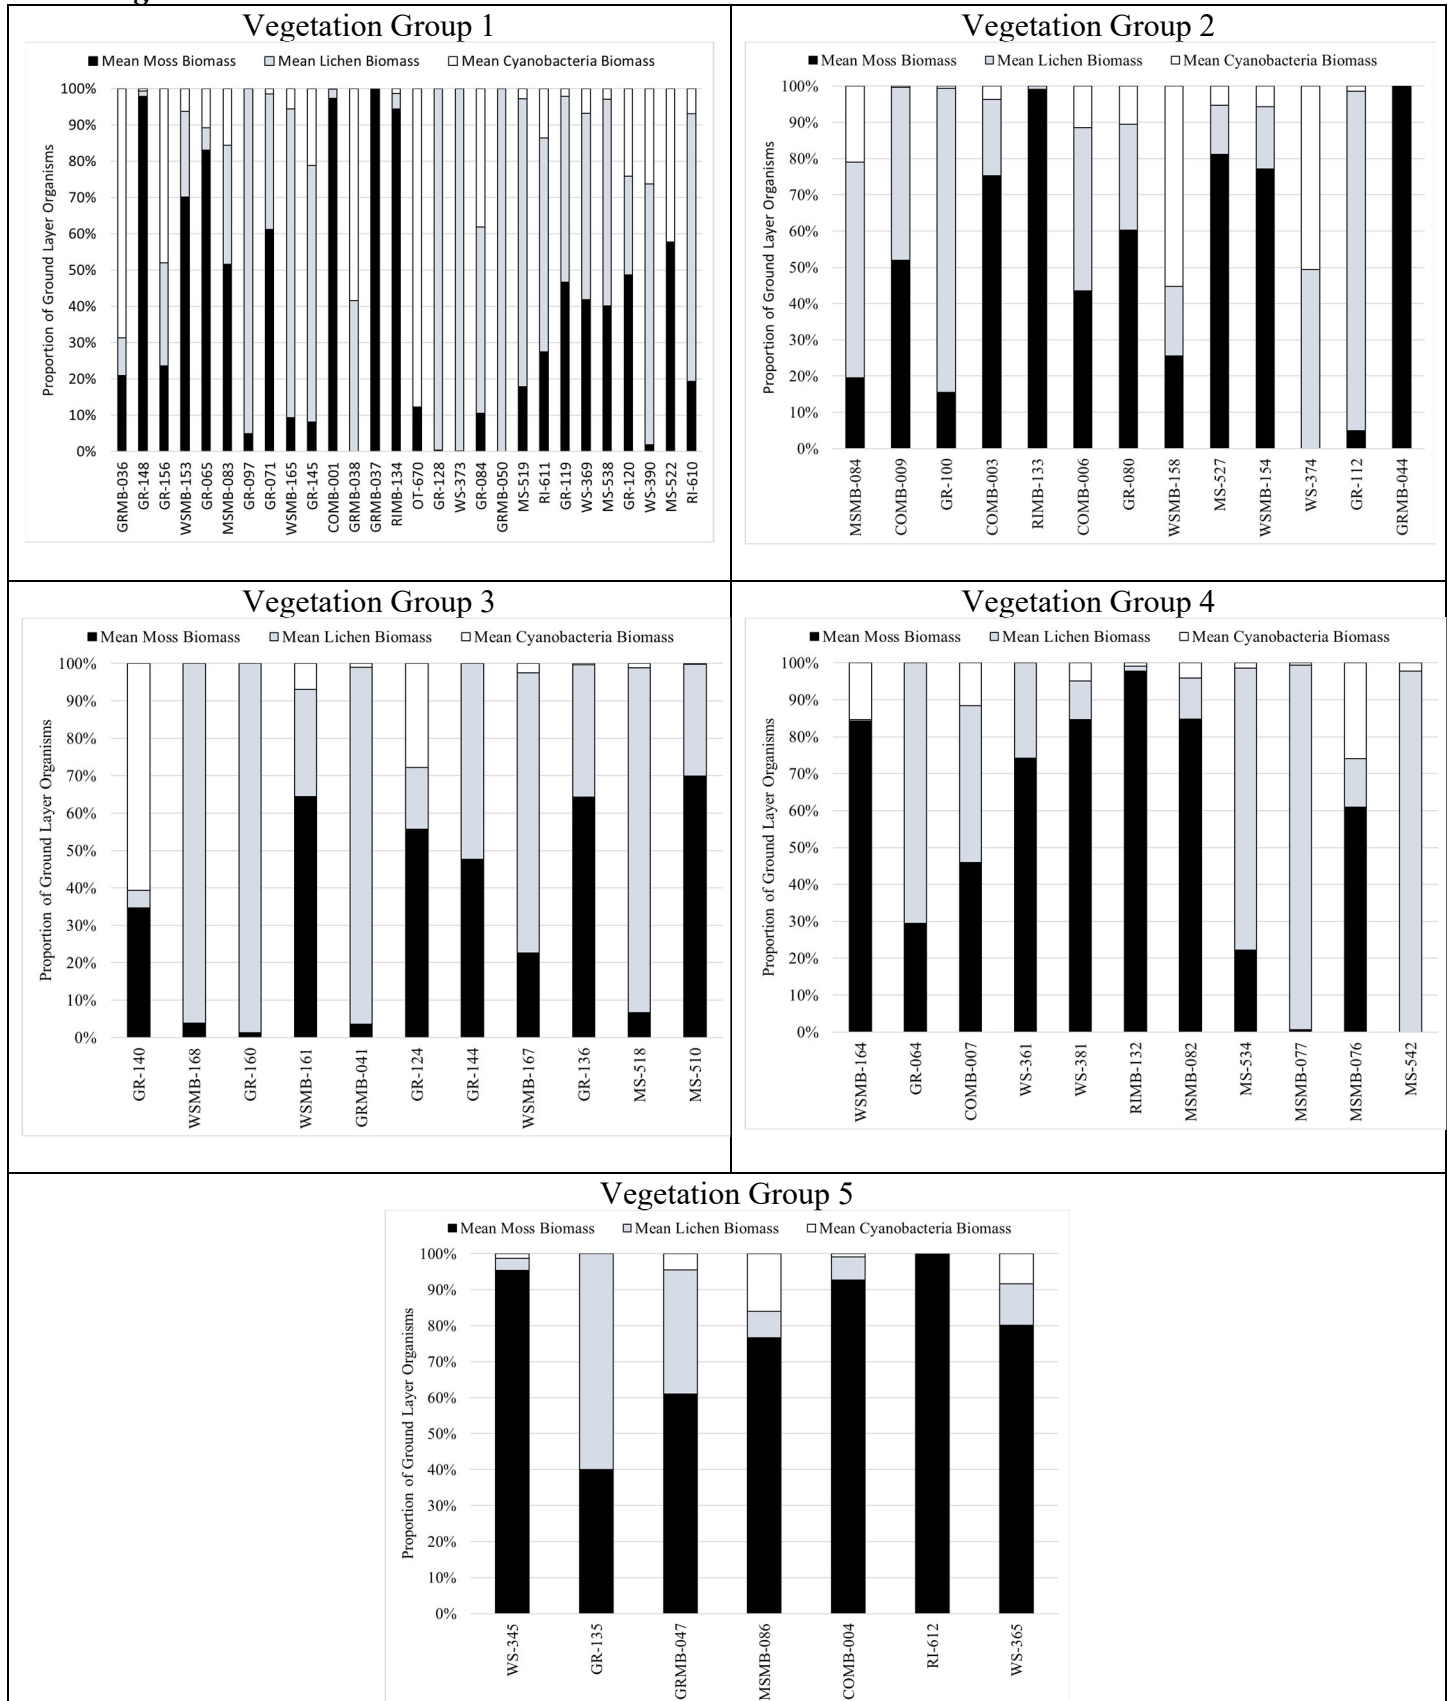 Vegetation Group 1
Mean Moss Biomass Mean Lichen Biomass Mean Cyanobacteria Biomass
Proportion of Ground Layer Organisms
100%
90%
80%
70%
60%
50%
40%
30%
20%
10%
0%
GRMB-036
GR-148
GR-156
WSMB-153
GR-065
MSMB-083
GR-097
GR-071
WSMB-165
GR-145
COMB-001
GRMB-038
GRMB-037
RIMB-134
OT-670
GR-128
WS-373
GR-084
GRMB-050
MS-519
RI-611
GR-119
WS-369
MS-538
GR-120
WS-390
MS-522
RI-610
Vegetation Group 2
Mean Moss Biomass Mean Lichen Biomass Mean Cyanobacteria Biomass
Proportion of Ground Layer Organisms
100%
90%
80%
70%
60%
50%
40%
30%
20%
10%
0%
MSMB-084
COMB-009
GR-100
COMB-003
RIMB-133
COMB-006
GR-080
WSMB-158
MS-527
WSMB-154
WS-374
GR-112
GRMB-044
Vegetation Group 3
Mean Moss Biomass Mean Lichen Biomass Mean Cyanobacteria Biomass
Proportion of Ground Layer Organisms
100%
90%
80%
70%
60%
50%
40%
30%
20%
10%
0%
GR-140
WSMB-168
GR-160
WSMB-161
GRMB-041
GR-124
GR-144
WSMB-167
GR-136
MS-518
MS-510
Vegetation Group 4
Mean Moss Biomass Mean Lichen Biomass Mean Cyanobacteria Biomass
Proportion of Ground Layer Organisms
100%
90%
80%
70%
60%
50%
40%
30%
20%
10%
0%
WSMB-164
GR-064
COMB-007
WS-361
WS-381
RIMB-132
MSMB-082
MS-534
MSMB-077
MSMB-076
MS-542
Vegetation Group 5
Mean Moss Biomass Mean Lichen Biomass Mean Cyanobacteria Biomass
Proportion of Ground Layer Organisms
100%
90%
80%
70%
60%
50%
40%
30%
20%
10%
0%
WS-345
GR-135
GRMB-047
MSMB-086
COMB-004
RI-612
WS-365